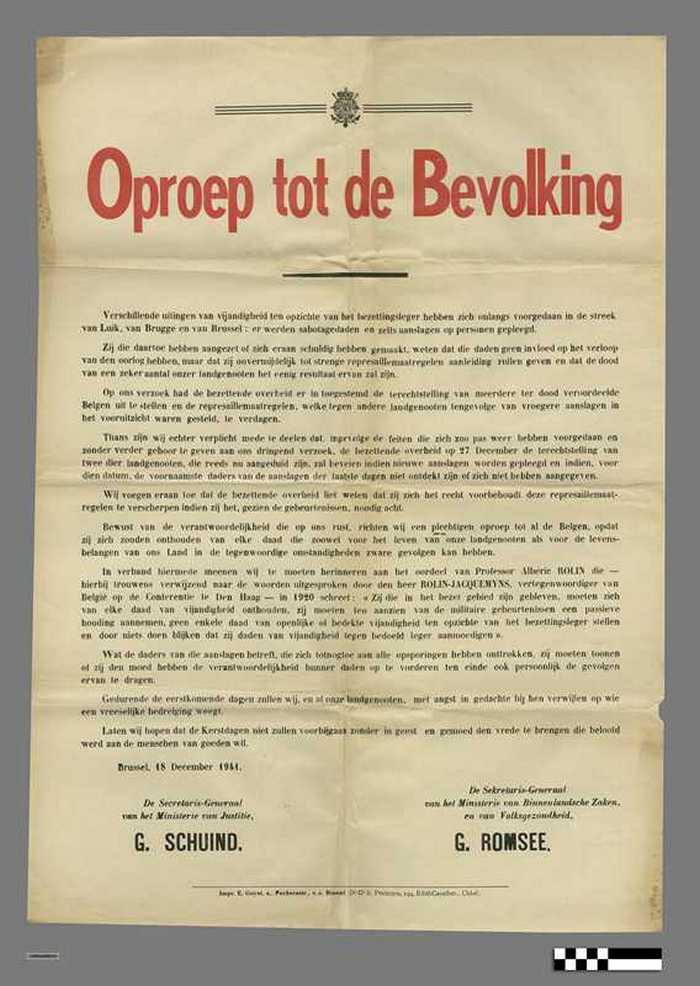 Oproep tot de Bevolking
Verschillende uitingen van vijandigheid ten opzichte van het bezettingsleger hebben zich onlangs voorgedaan in de streek
van Luik, van Brugge en van Brussel : er werden sabotagedaden en zelfs aanslagen op personen gepleegd.
Zij die daartoe hebben aangezet of zich eraan schuldig hebben gemaakt, weten dat die daden geen invloed op het verloop
van den oorlog hebben, maar dat zij onvermijdelijk tot strenge represaillemaatregelen aanleiding zullen geven en dat de dood
van een zeker aantal onzer landgenooten het eenig resultaat ervan zal zijn.
Op ons verzoek had de bezettende overheid er in toegestemd de terechtstelling van meerdere ter dood veroordeelde
Belgen uit te stellen en de represaillemaatregelen, welke tegen andere landgenooten tengevolge van vroegere aanslagen in
het vooruitzicht waren gesteld, te verdagen.
Thans zijn wij echter verplicht mede te deelen dat, ingevolge de feiten die zich zoo pas weer hebben voorgedaan en
zonder verder gehoor te geven aan ons dringend verzoek, de bezettende overheid op 27 December de terechtstelling van
twee dier landgenooten, die reeds nu aangeduid zijn, zal bevelen indien nieuwe aanslagen worden gepleegd en indien, voor
dien datum, de voornaamste daders van de aanslagen der laatste dagen niet ontdekt zijn of zich niet hebben aangegeven.
Wij voegen eraan toe dat de bezettende overheid liet weten dat zij zich het recht voorbehoudt deze represaillemaat-
regelen te verscherpen indien zij het, gezien de gebeurtenissen, noodig acht.
Bewust van de verantwoordelijkheid die op ons rust, richten wij een plechtigen oproep tot al de Belgen, opdat
zij zich zouden onthouden van elke daad die zoowel voor het leven van onze landgenooten als voor de levens-
belangen van ons Land in de tegenwoordige omstandigheden zware gevolgen kan hebben.
In verband hiermede meenen wij te moeten herinneren aan het oordeel van Professor Alberic ROLIN die —
hierbij trouwens verwijzend naar de woorden uitgesproken door den heer ROLIN-JACQUEMYNS, vertegenwoordiger van
België op de Conferentie te Den Haag — in 1920 schreef : « Zij die in het bezet gebied zijn gebleven, moeten zich
van elke daad van vijandigheid onthouden, zij moeten ten aanzien van de militaire gebeurtenissen een passieve
houding aannemen, geen enkele daad van openlijke of bedekte vijandigheid ten opzichte van het bezettingsleger stellen
en door niets doen blijken dat zij daden van vijandigheid tegen bedoeld leger aanmoedigen ».
Wat de daders van die aanslagen betreft, die zich totnogtoe aan alle opsporingen hebben onttrokken, zij moeten toonen
of zij den moed hebben de verantwoordelijkheid hunner daden op te vorderen ten einde ook persoonlijk de gevolgen
ervan te dragen.
Gedurende de eerstkomende dagen zullen wij, en al onze landgenooten, met angst in gedachte bij hen verwijlen op wie
een vreeselijke bedreiging weegt.
Laten wij hopen dat de Kerstdagen niet zullen voorbijgaan zonder in geest en gemoed den vrede te brengen die beloofd
werd aan de menschen van goeden wil.
Brussel, 18 December 1941.
De Secretaris-Generaal
van het Ministerie van Justitie,
G. SCHUIND.
De Sekretaris-Generaal
van het Ministerie van Binnenlandsche Zaken,
en van Volksgezondheid,
G. ROMSEE.